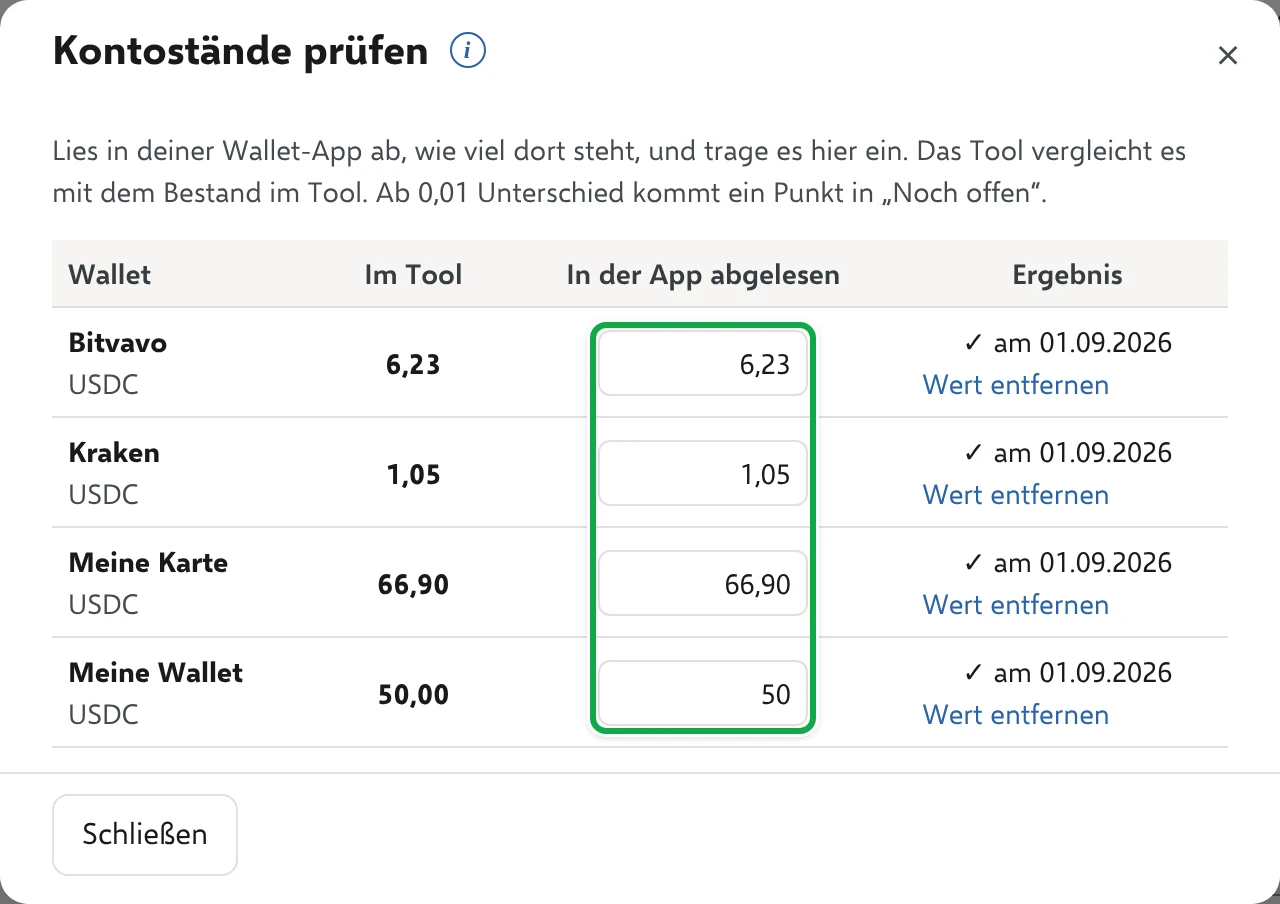 Kontostände prüfen i
×
Lies in deiner Wallet-App ab, wie viel dort steht, und trage es hier ein. Das Tool vergleicht es
mit dem Bestand im Tool. Ab 0,01 Unterschied kommt ein Punkt in „Noch offen“.
Wallet Im Tool In der App abgelesen Ergebnis
Bitvavo
USDC
6,23
6,23
✓ am 01.09.2026
Wert entfernen
Kraken
USDC
1,05
1,05
✓ am 01.09.2026
Wert entfernen
Meine Karte
USDC
66,90
66,90
✓ am 01.09.2026
Wert entfernen
Meine Wallet
USDC
50,00
50
✓ am 01.09.2026
Wert entfernen
Schließen